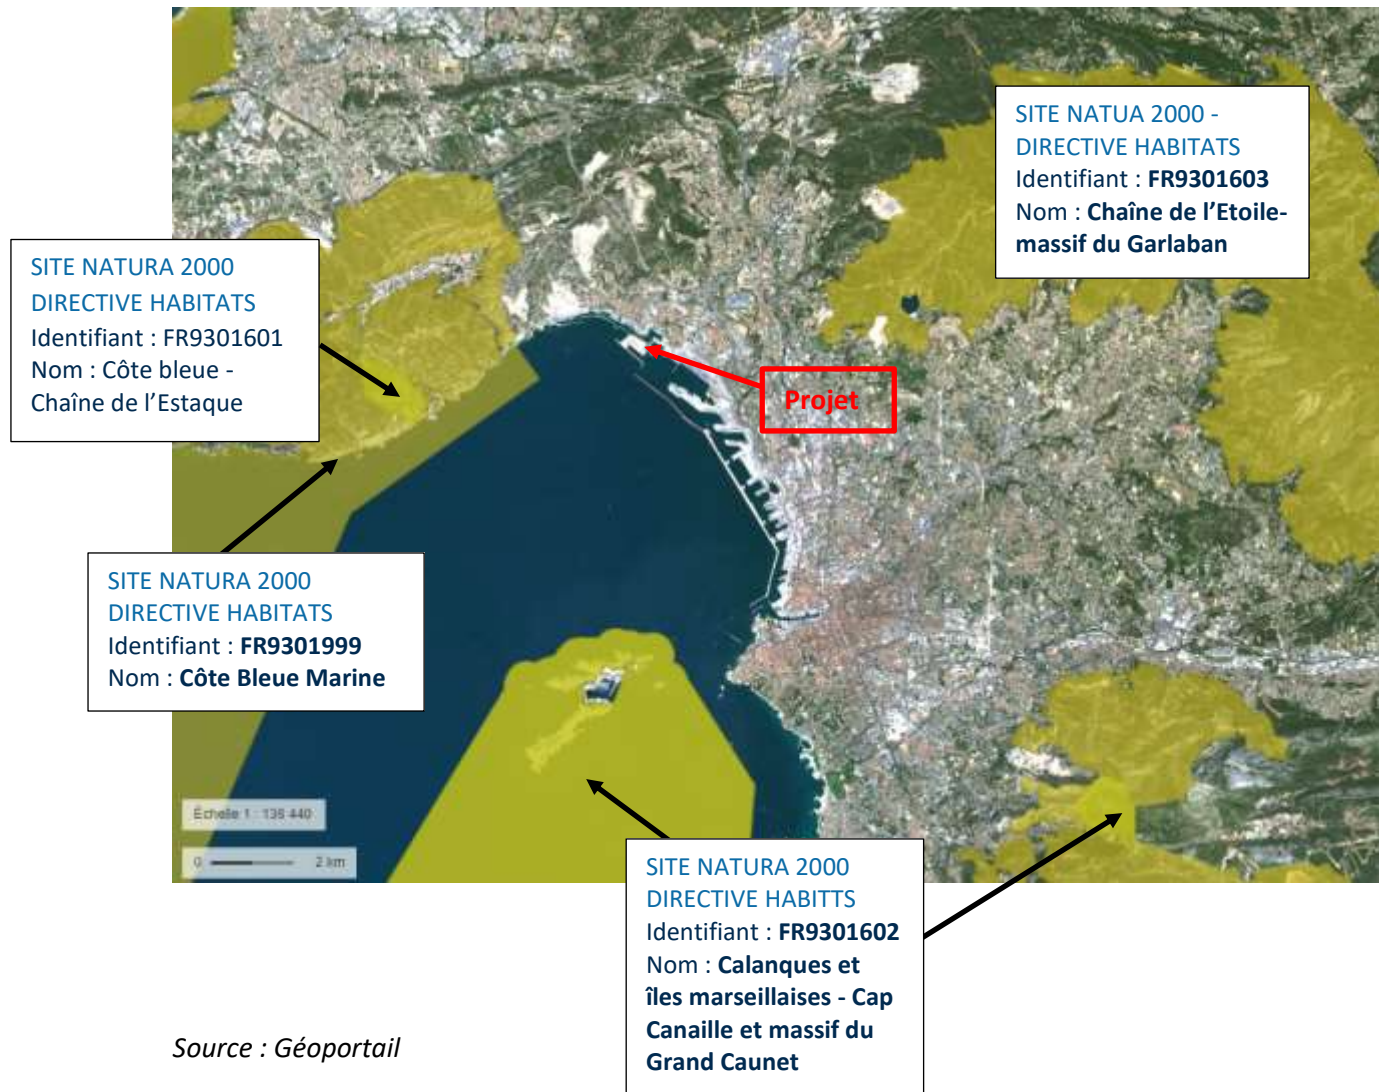 SITE NATUA 2000 -
DIRECTIVE HABITATS
Identifiant : FR9301603
Nom : Chaîne de l’Etoile-
massif du Garlaban
SITE NATURA 2000
DIRECTIVE HABITATS
Identifiant : FR9301601
Nom : Côte bleue -
Chaîne de l’Estaque
Projet
SITE NATURA 2000
DIRECTIVE HABITATS
Identifiant : FR9301999
Nom : Côte Bleue Marine
Échelle 1 : 136 440
0 2 km
SITE NATURA 2000
DIRECTIVE HABITTS
Identifiant : FR9301602
Nom : Calanques et
îles marseillaises - Cap
Canaille et massif du
Grand Caunet
Source : Géoportail